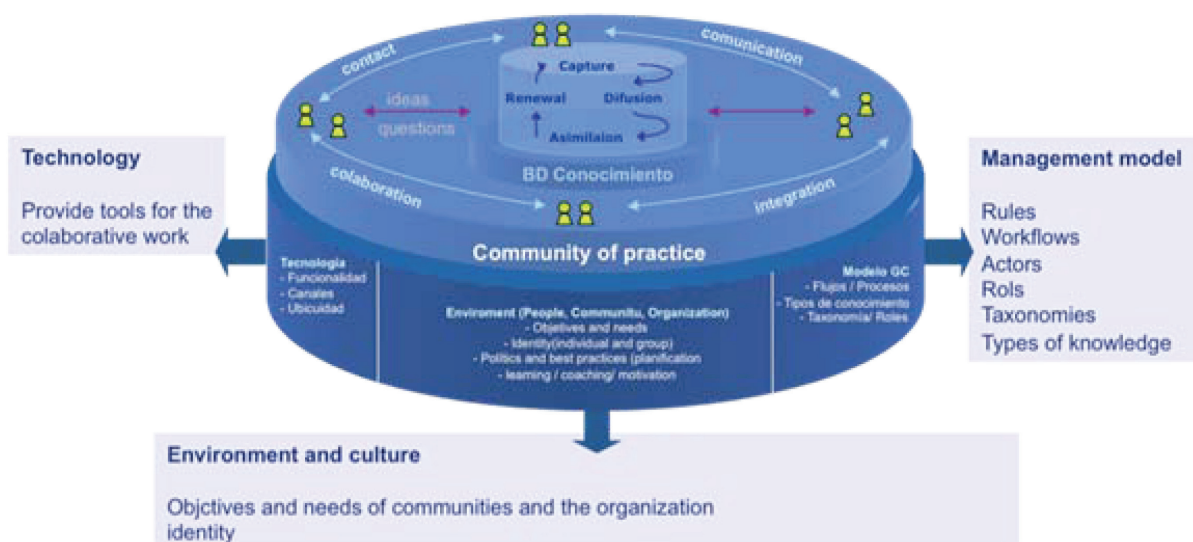 contact
comunication
Capture
Renewal
Difusion
Asimilaion
ideas
questions
BD Conocimiento
colaboration
integration
Community of practice
Technology
Provide tools for the
colaborative work
Tecnología
- Funcionalidad
- Canales
- Ubicuidad
Enviroment (People, Communitu, Organization)
- Objetives and needs
- Identity(individual and group)
- Politics and best practices (planification
- learning / coaching/ motivation
Modelo GC
- Flujos / Procesos
- Tipos de conocimiento
- Taxonomía/ Roles
Management model
Rules
Workflows
Actors
Rols
Taxonomies
Types of knowledge
Environment and culture
Objctives and needs of communities and the organization
identity